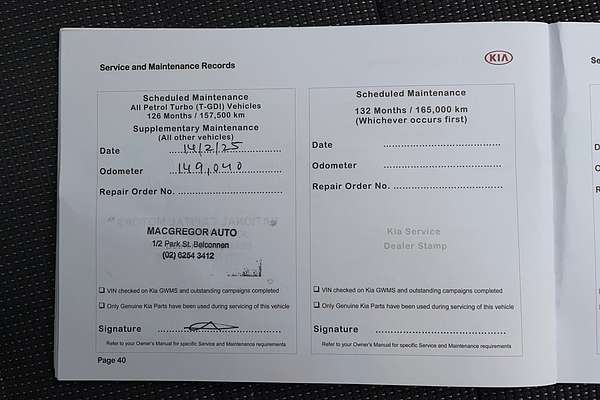 Service and Maintenance Records
KIA
Scheduled Maintenance
All Petrol Turbo (T-GDI) Vehicles
126 Months / 157,500 km
Supplementary Maintenance
(All other vehicles)
Date 14/2/25
Odometer 149,040
Repair Order No. ..............................
MACGREGOR AUTO
1/2 Park St. Belconnen
(02) 6254 3412
❑ VIN checked on Kia GWMS and outstanding campaigns completed
❑ Only Genuine Kia Parts have been used during servicing of this vehicle
Signature
Refer to your Owner's Manual for specific Service and Maintenance requirements
Page 40
Scheduled Maintenance
132 Months / 165,000 km
(Whichever occurs first)
Date ..............................
Odometer ..............................
Repair Order No. ..............................
Kia Service
Dealer Stamp
❑ VIN checked on Kia GWMS and outstanding campaigns completed
❑ Only Genuine Kia Parts have been used during servicing of this vehicle
Signature ..............................
Refer to your Owner's Manual for specific Service and Maintenance requirements
Se